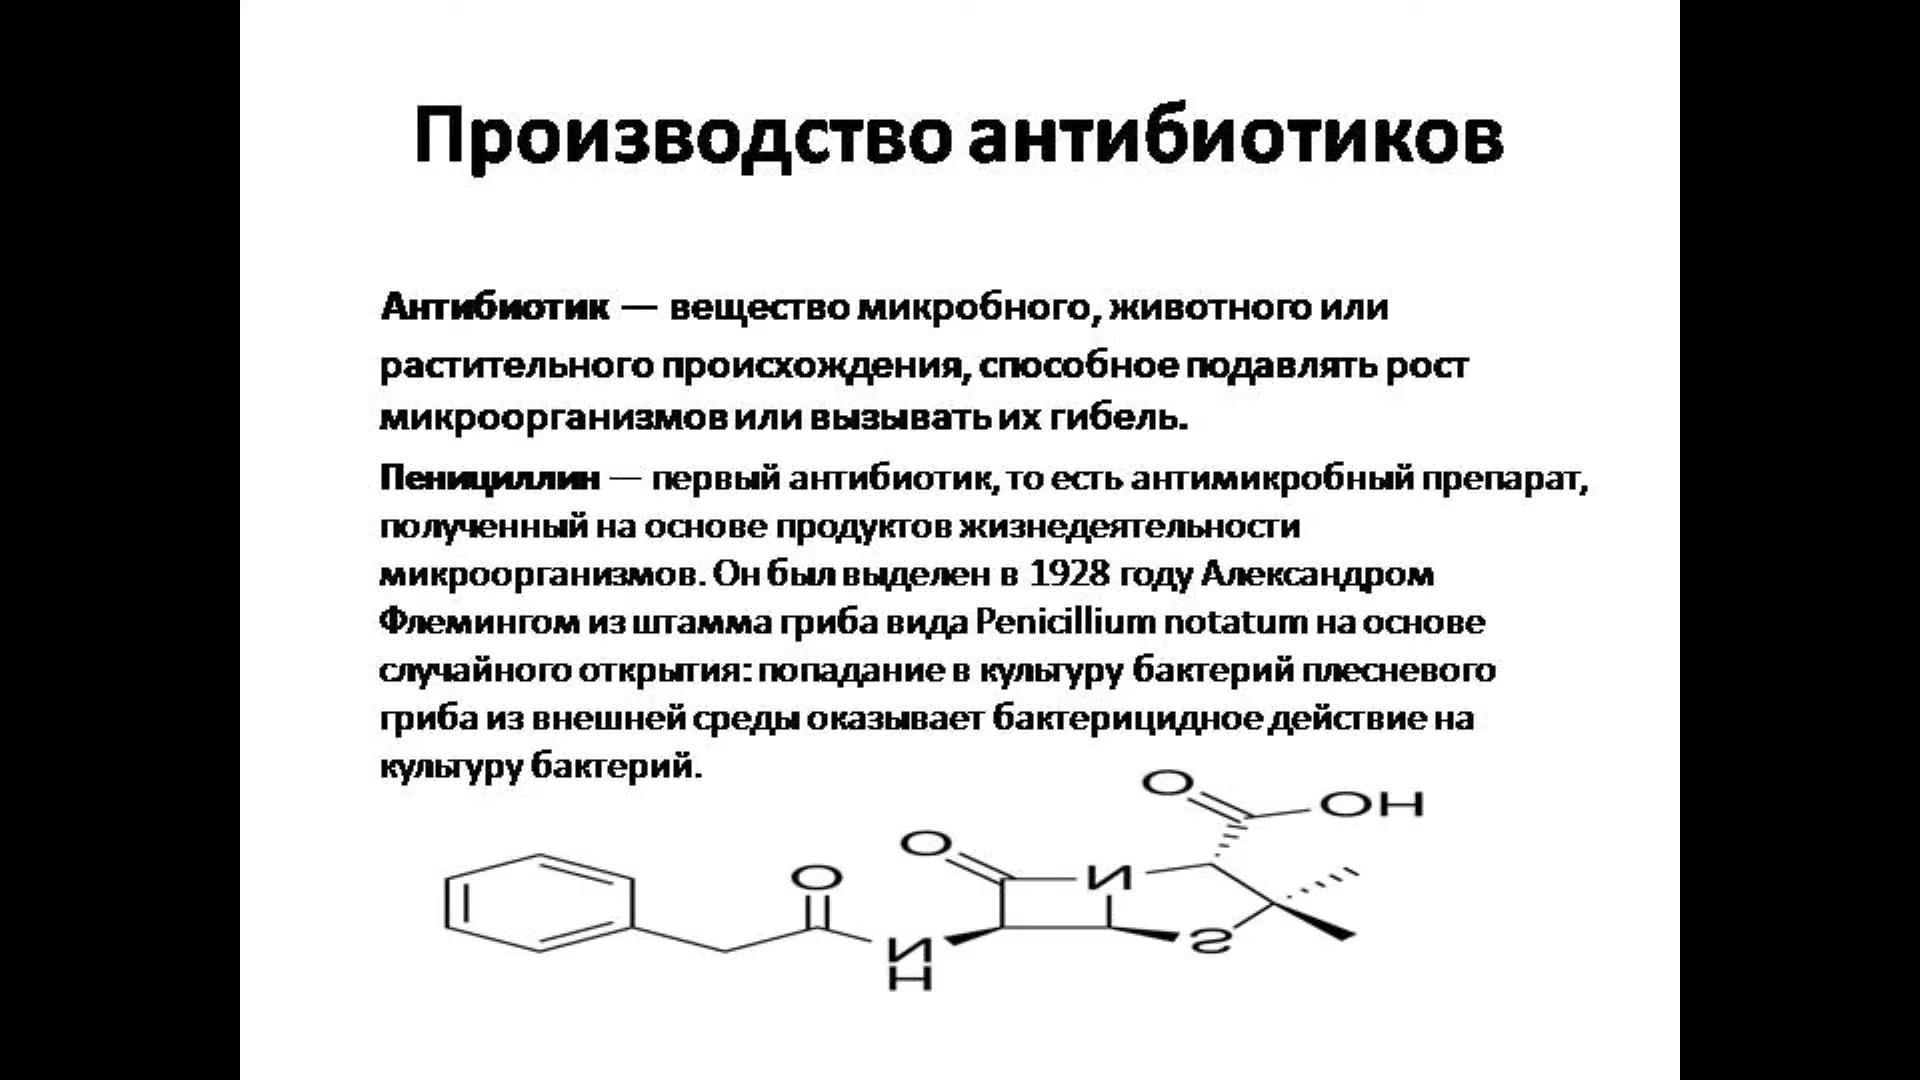 Производство антибиотиков
Антибиотик — вещество микробного, животного или
растительного происхождения, способное подавлять рост
микроорганизмов или вызывать их гибель.
Пенициллин — первый антибиотик, то есть антимикробный препарат,
полученный на основе продуктов жизнедеятельности
микроорганизмов. Он был выделен в 1928 году Александром
Флемингом из штамма гриба вида Penicillium notatum на основе
случайного открытия: попадание в культуру бактерий плесневого
гриба из внешней среды оказывает бактерицидное действие на
культуру бактерий.
O
OH
O
O
N
N
H
S